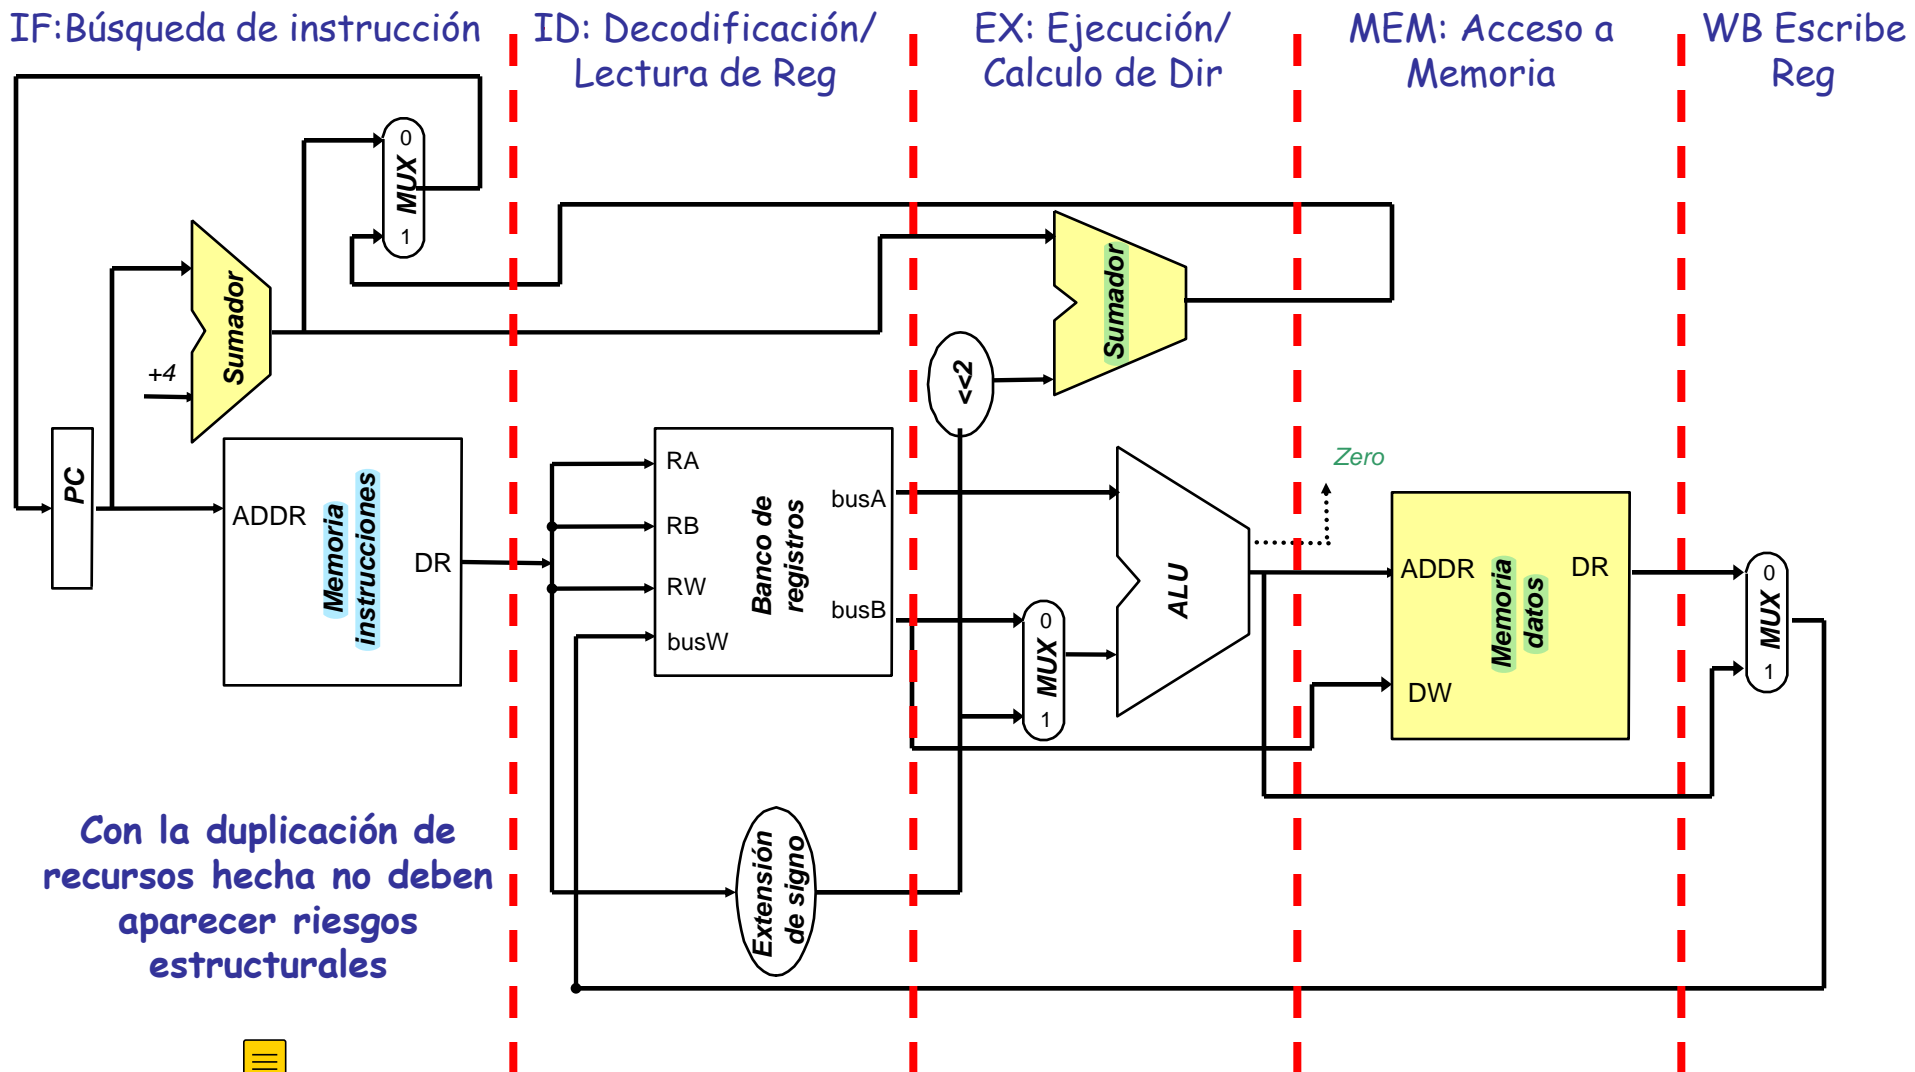 IF:Búsqueda de instrucción
ID: Decodificación/
Lectura de Reg
EX: Ejecución/
Calculo de Dir
MEM: Acceso a
Memoria
WB Escribe
Reg
0
MUX
1
Sumador
+4
Sumador
<<2
PC
ADDR
Memoria
instrucciones
DR
RA
RB
RW
busW
Banco de
registros
busA
busB
0
MUX
1
ALU
Zero
ADDR
Memoria
datos
DR
DW
0
MUX
1
Extensión
de signo
Con la duplicación de
recursos hecha no deben
aparecer riesgos
estructurales